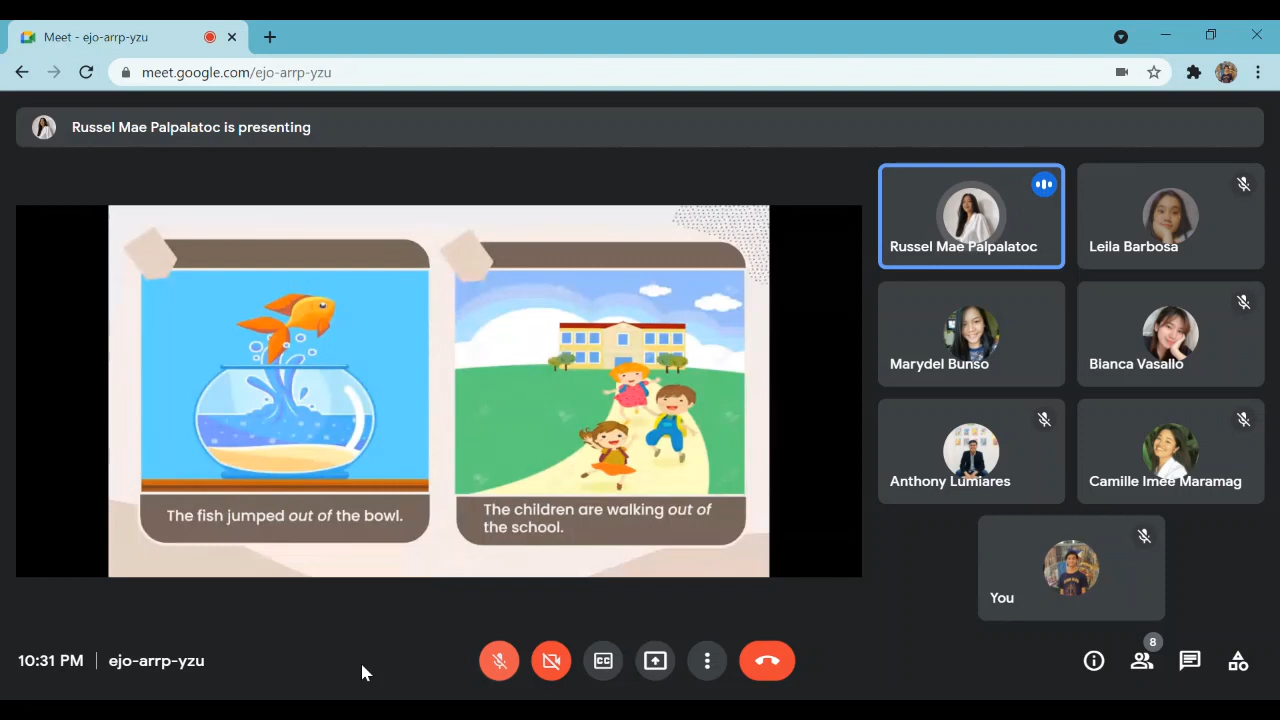 Meet - ejo-arrp-yzu
meet.google.com/ejo-arrp-yzu
Russel Mae Palpalatoc is presenting
The fish jumped out of the bowl.
The children are walking out of
the school.
Russel Mae Palpalatoc
Leila Barbosa
Marydel Bunso
Bianca Vasallo
Anthony Lumiares
Camille Imee Maramag
You
10:31 PM
ejo-arrp-yzu
CC
8